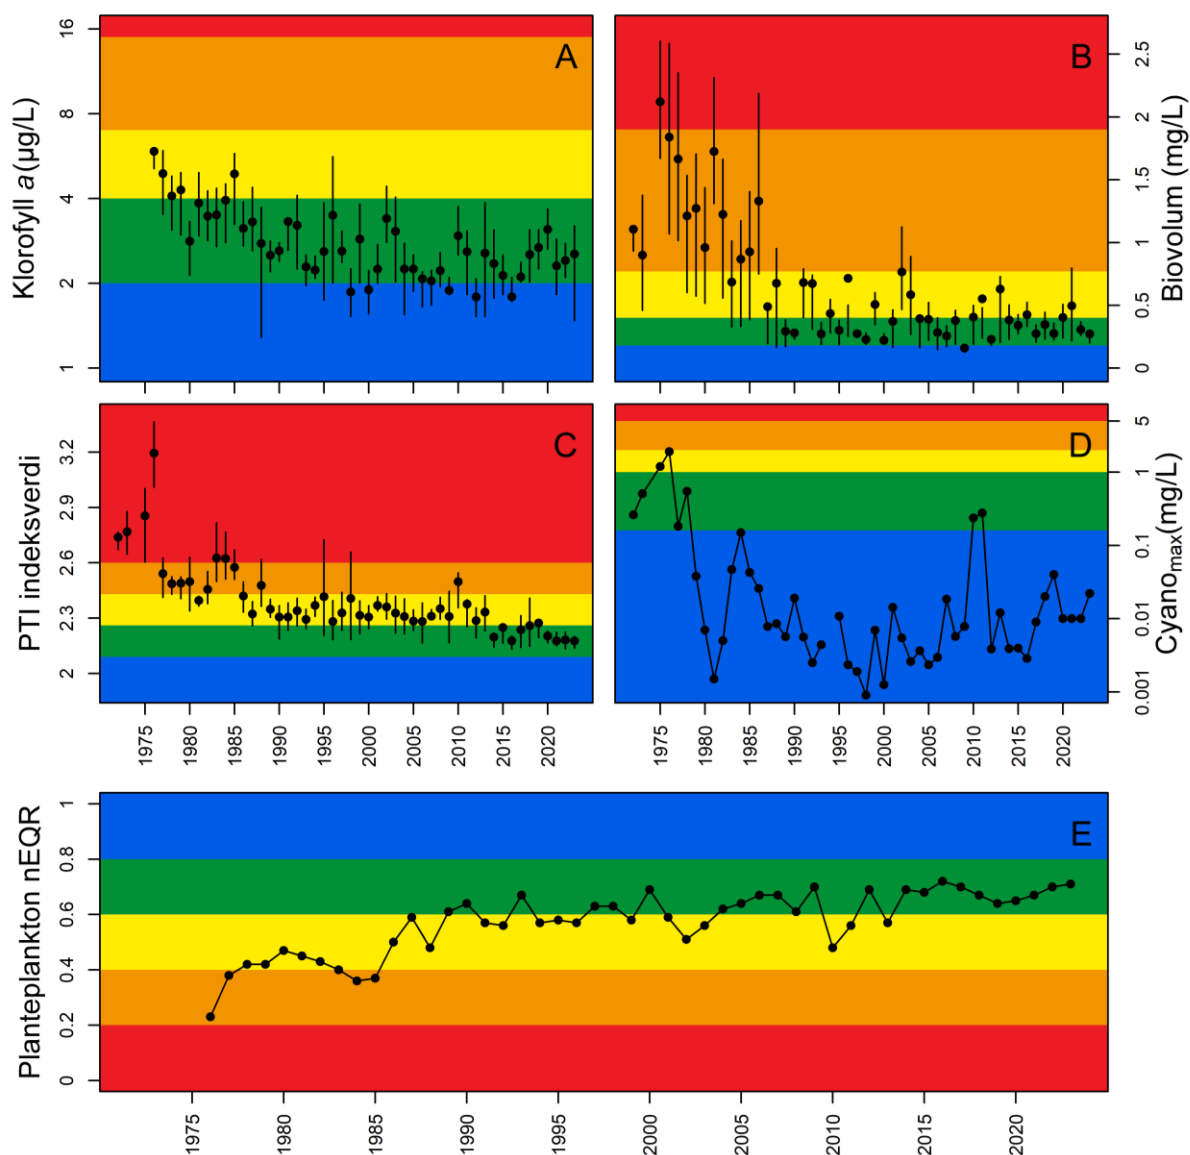 Klorofyll a(µg/L)
16
8
4
2
1
A
B
2.5
2
1.5
1
0.5
0
Biovolum (mg/L)
PTI indeksverdi
3.2
2.9
2.6
2.3
2
C
D
5
1
0.1
0.01
0.001
Cyanomax(mg/L)
1975 1980 1985 1990 1995 2000 2005 2010 2015 2020
1975 1980 1985 1990 1995 2000 2005 2010 2015 2020
Planteplankton nEQR
1
0.8
0.6
0.4
0.2
0
E
1975 1980 1985 1990 1995 2000 2005 2010 2015 2020